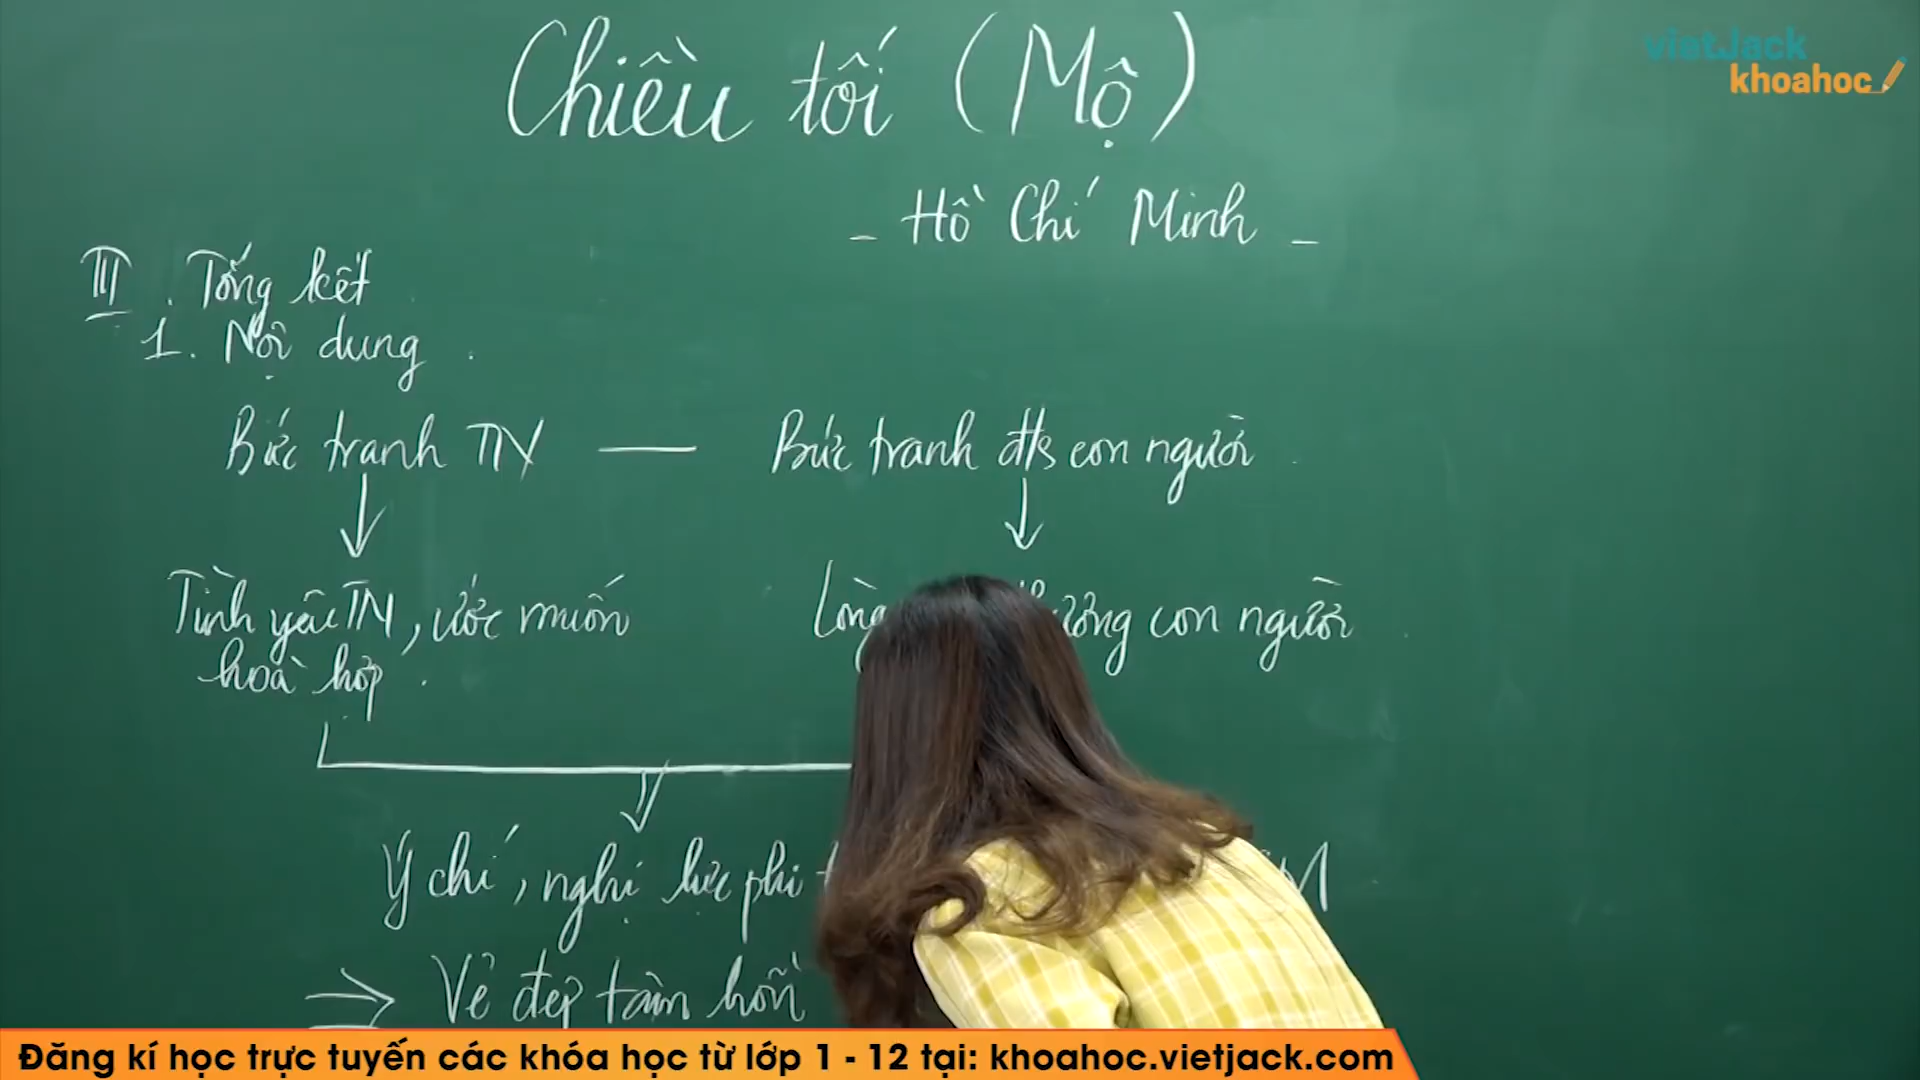 vietJack
khoahoc
Chiều tối (Mộ)
- Hồ Chí Minh -
III. Tổng kết
1. Nội dung.
Bức tranh TN — Bức tranh đ/s con người
Tình yêu TN, ước muốn
hoà hợp.
Lòng con người
Ý chí, nghị lực phi
=> Vẻ đẹp tâm hồn
Đăng kí học trực tuyến các khóa học từ lớp 1 - 12 tại: khoahoc.vietjack.com